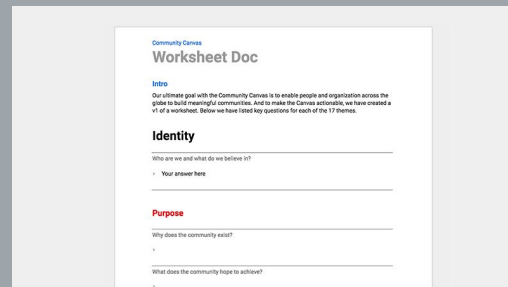 Community Canvas
Worksheet Doc
Intro
Our ultimate goal with the Community Canvas is to enable people and organization across the
globe to build meaningful communities. And to make the Canvas actionable, we have created a
v1 of a worksheet. Below we have listed key questions for each of the 17 themes.
Identity
Who are we and what do we believe in?
Your answer here
Purpose
Why does the community exist?
What does the community hope to achieve?